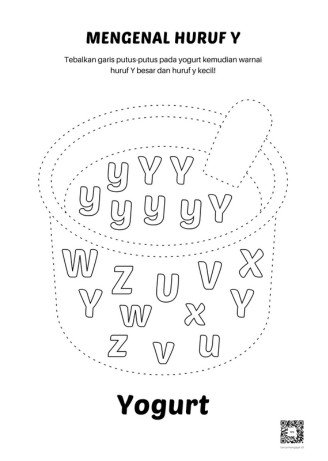 MENGENAL HURUF Y
Tebalkan garis putus-putus pada yogurt kemudian warnai
huruf Y besar dan huruf y kecil!
y Y Y
y y y y Y
W Z U V X
Y w x Y
z v u
Yogurt